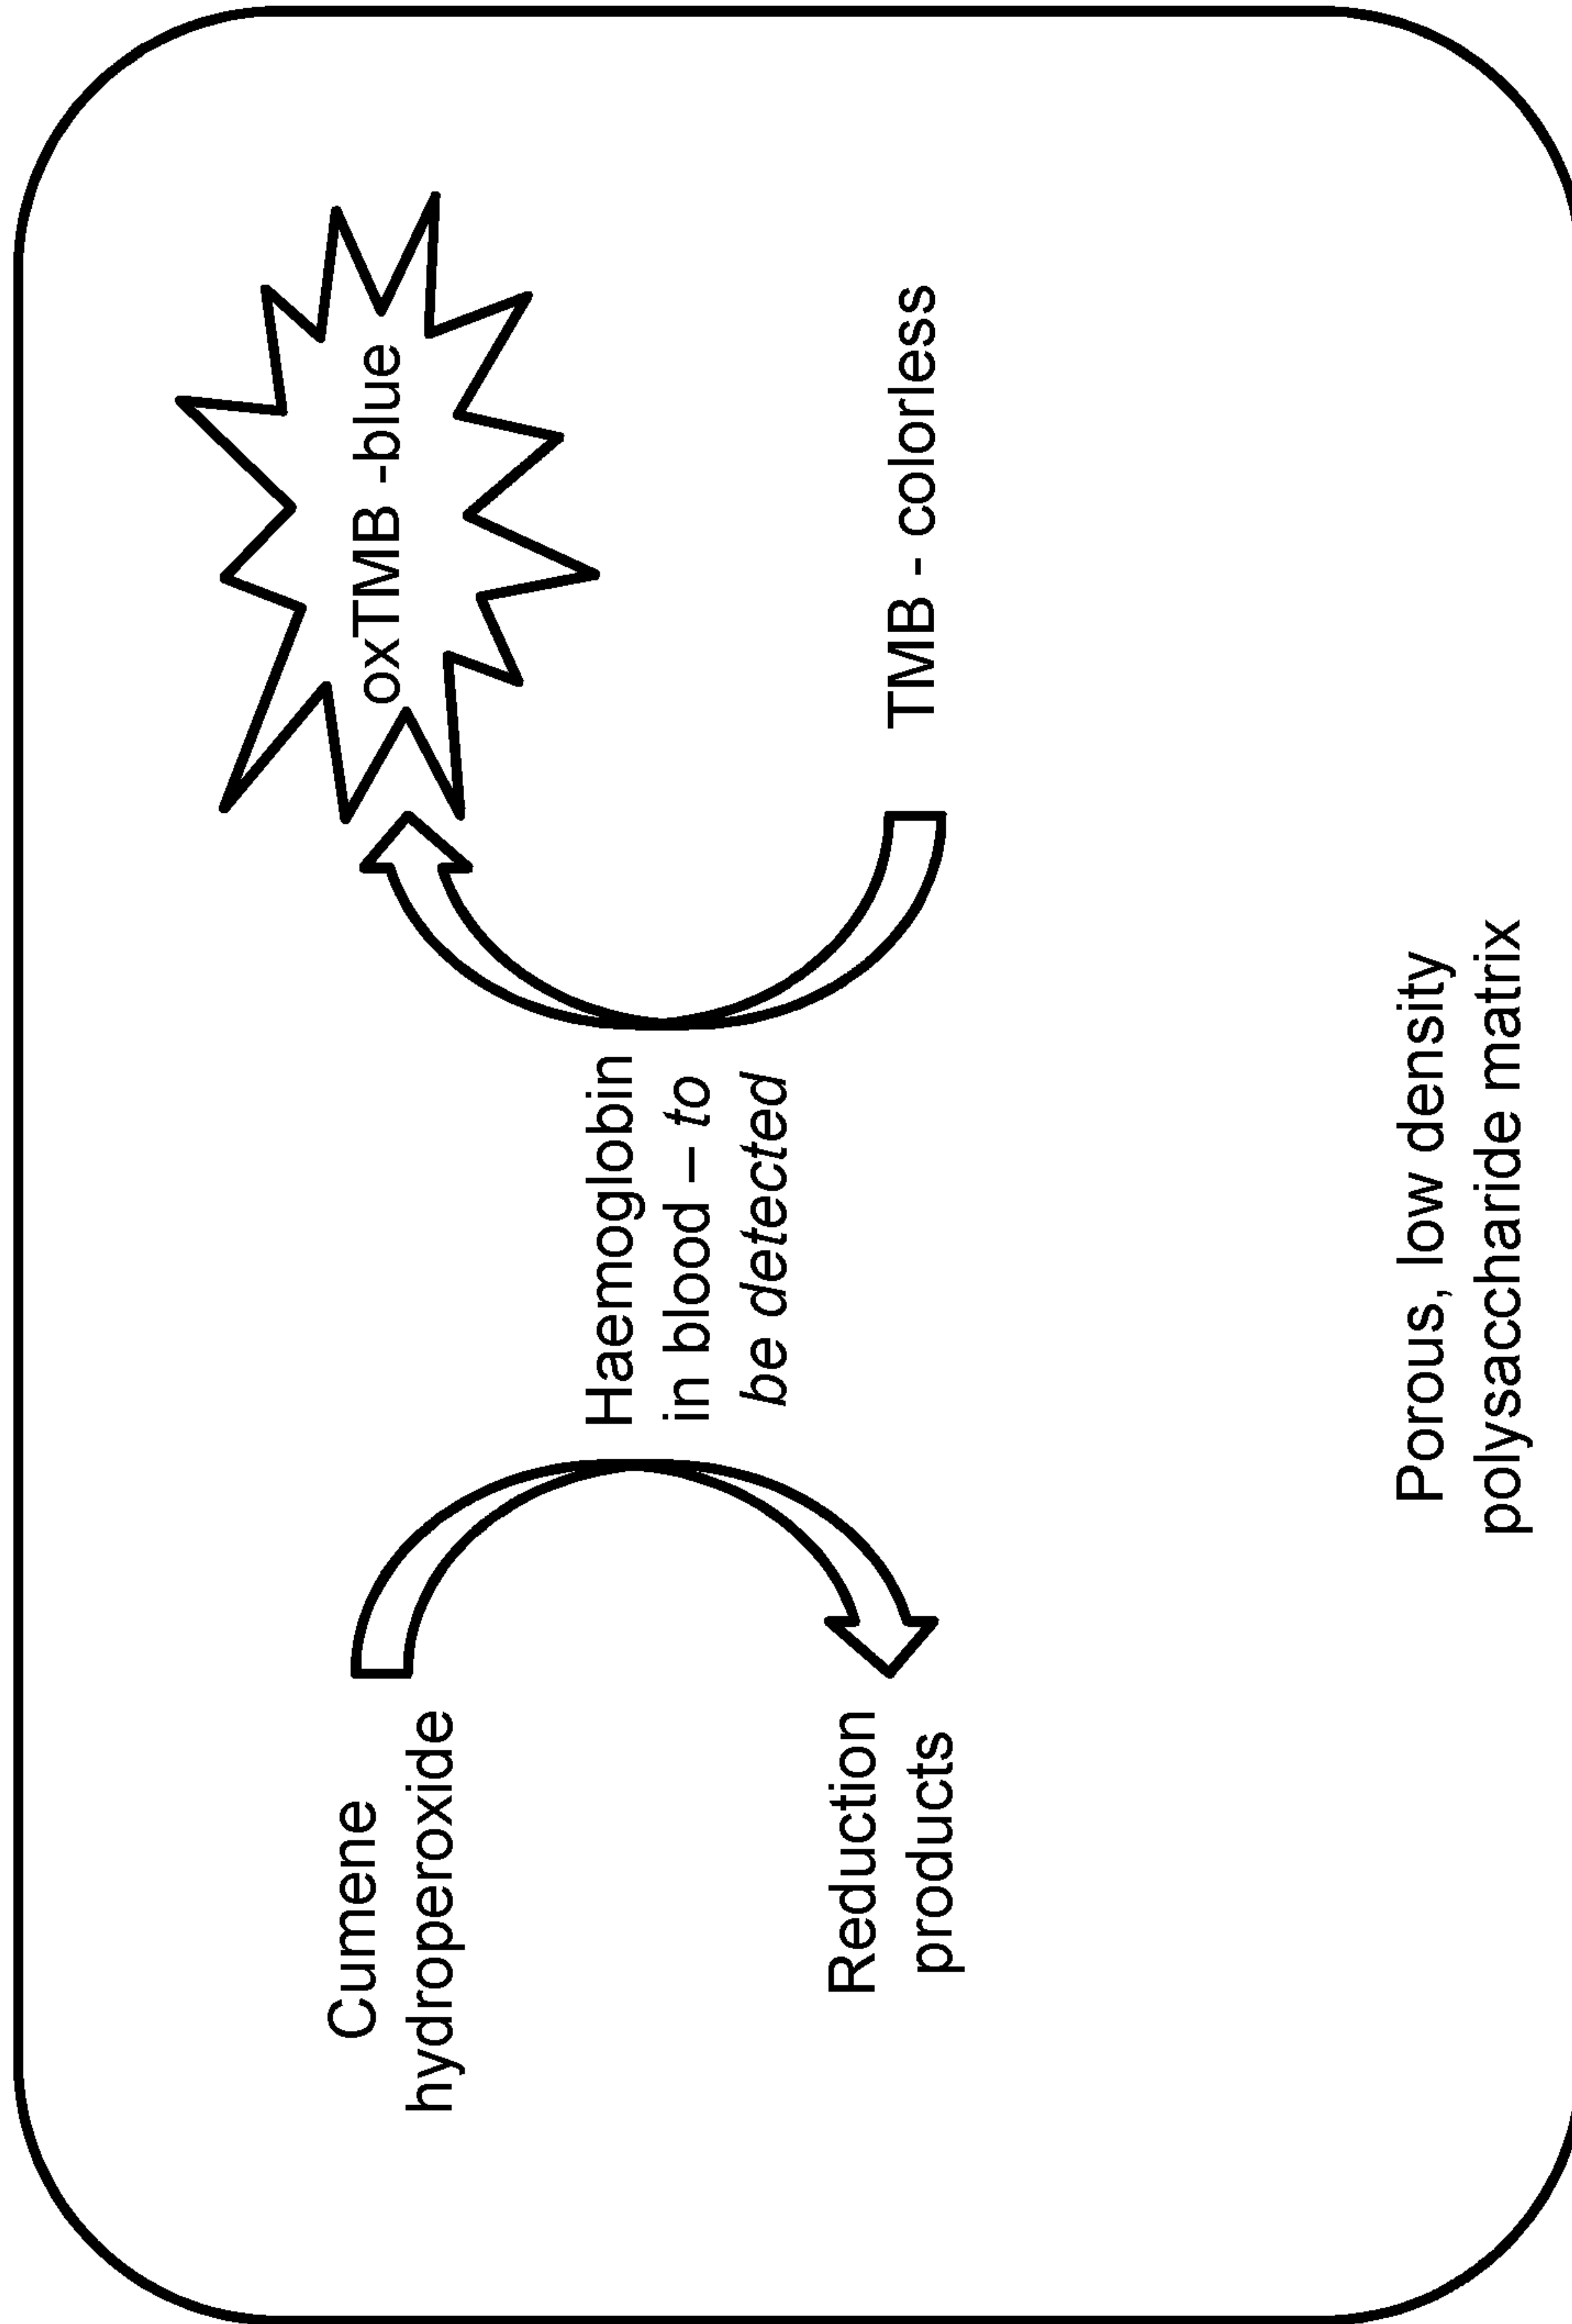 Cumene
hydroperoxide
Reduction
products
Haemoglobin
in blood – to
be detected
oxTMB -blue
TMB - colorless
Porous, low density
polysaccharide matrix